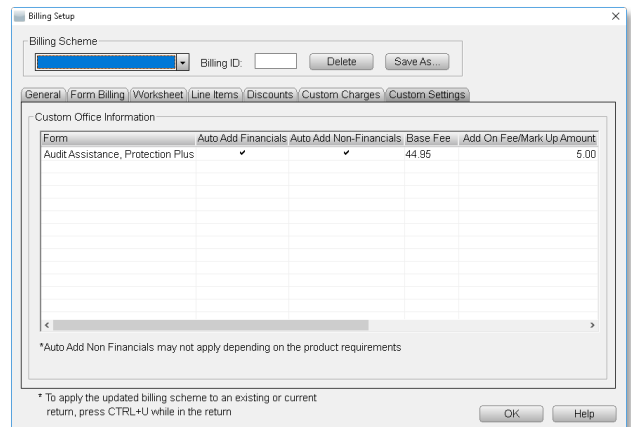 Billing Setup
Billing Scheme
Billing ID:
Delete
Save As...
General Form Billing Worksheet Line Items Discounts Custom Charges Custom Settings
Custom Office Information
Form Auto Add Financials Auto Add Non-Financials Base Fee Add On Fee/Mark Up Amount
Audit Assistance, Protection Plus ✔ ✔ 44.95 5.00
*Auto Add Non Financials may not apply depending on the product requirements
* To apply the updated billing scheme to an existing or current
return, press CTRL+U while in the return
OK
Help